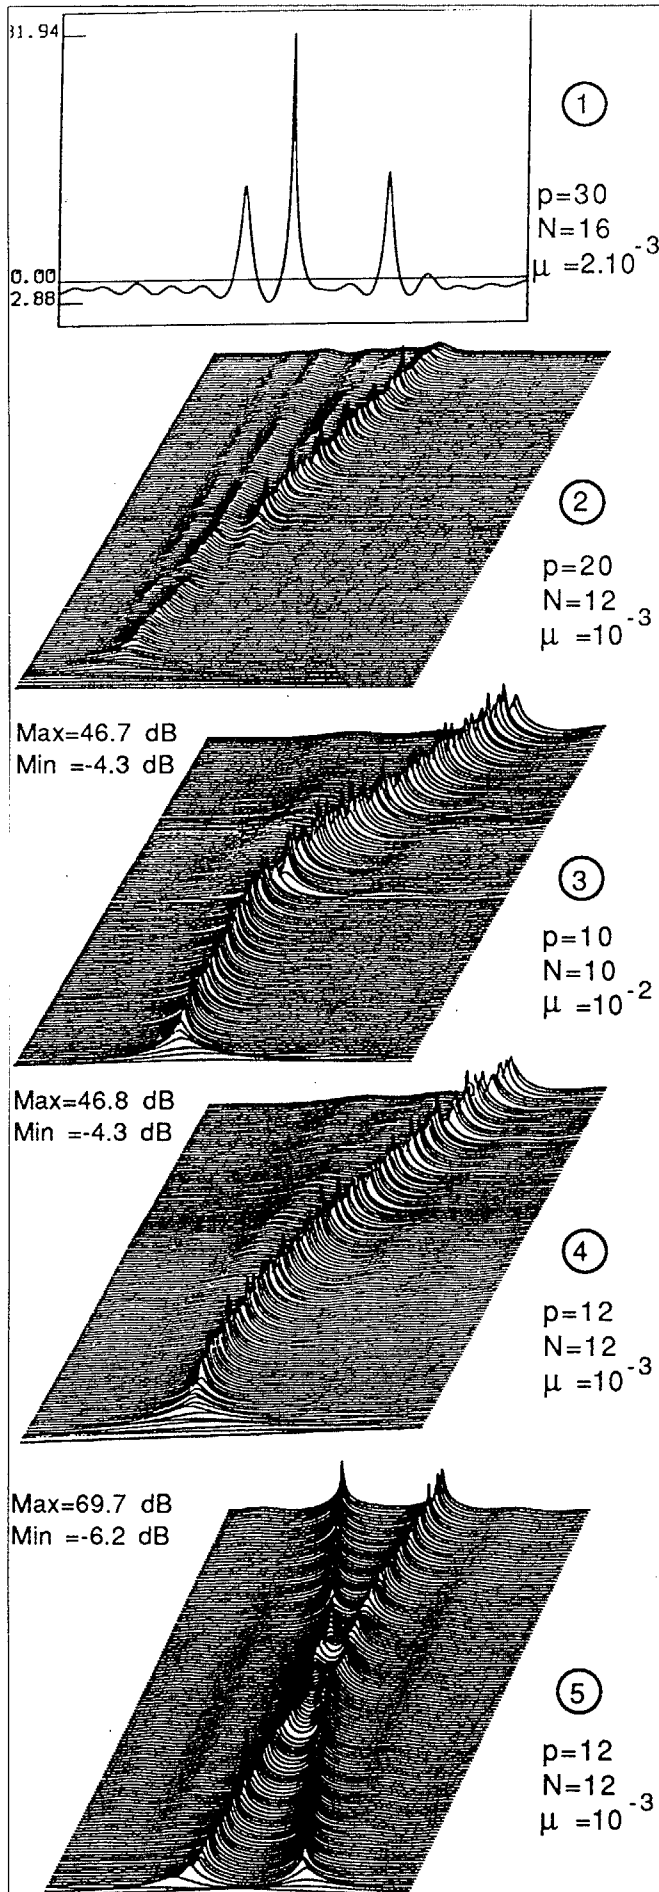 31.94
1
p=30
N=16
μ =2.10-3
0.00
2.88
2
p=20
N=12
μ =10-3
Max=46.7 dB
Min =-4.3 dB
3
p=10
N=10
μ =10-2
Max=46.8 dB
Min =-4.3 dB
4
p=12
N=12
μ =10-3
Max=69.7 dB
Min =-6.2 dB
5
p=12
N=12
μ =10-3